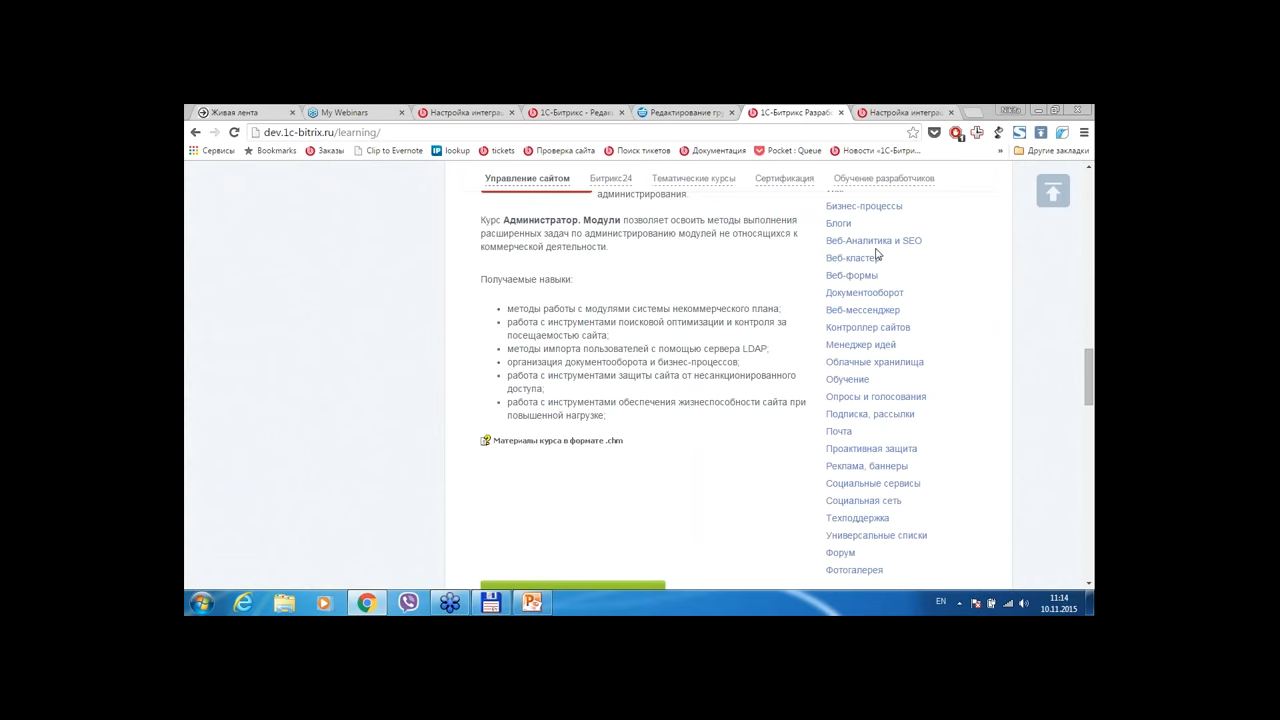 Живая лента
My Webinars
Настройка интегра
1С-Битрикс - Редак
Редактирование гр
1С-Битрикс Разрабо
Настройка интегра
Nikita
dev.1c-bitrix.ru/learning/
Сервисы
Bookmarks
Заказы
Clip to Evernote
IP lookup
tickets
Проверка сайта
Поиск тикетов
Документация
Pocket : Queue
Новости «1С-Битри...
»
Другие закладки
Управление сайтом
Битрикс24
Тематические курсы
Сертификация
Обучение разработчиков
администрирования.
Курс Администратор. Модули позволяет освоить методы выполнения
расширенных задач по администрированию модулей не относящихся к
коммерческой деятельности.
Получаемые навыки:
• методы работы с модулями системы некоммерческого плана;
• работа с инструментами поисковой оптимизации и контроля за
посещаемостью сайта;
• методы импорта пользователей с помощью сервера LDAP;
• организация документооборота и бизнес-процессов;
• работа с инструментами защиты сайта от несанкционированного
доступа;
• работа с инструментами обеспечения жизнеспособности сайта при
повышенной нагрузке;
Материалы курса в формате .chm
Бизнес-процессы
Блоги
Веб-Аналитика и SEO
Веб-кластер
Веб-формы
Документооборот
Веб-мессенджер
Контроллер сайтов
Менеджер идей
Облачные хранилища
Обучение
Опросы и голосования
Подписка, рассылки
Почта
Проактивная защита
Реклама, баннеры
Социальные сервисы
Социальная сеть
Техподдержка
Универсальные списки
Форум
Фотогалерея
EN
11:14
10.11.2015